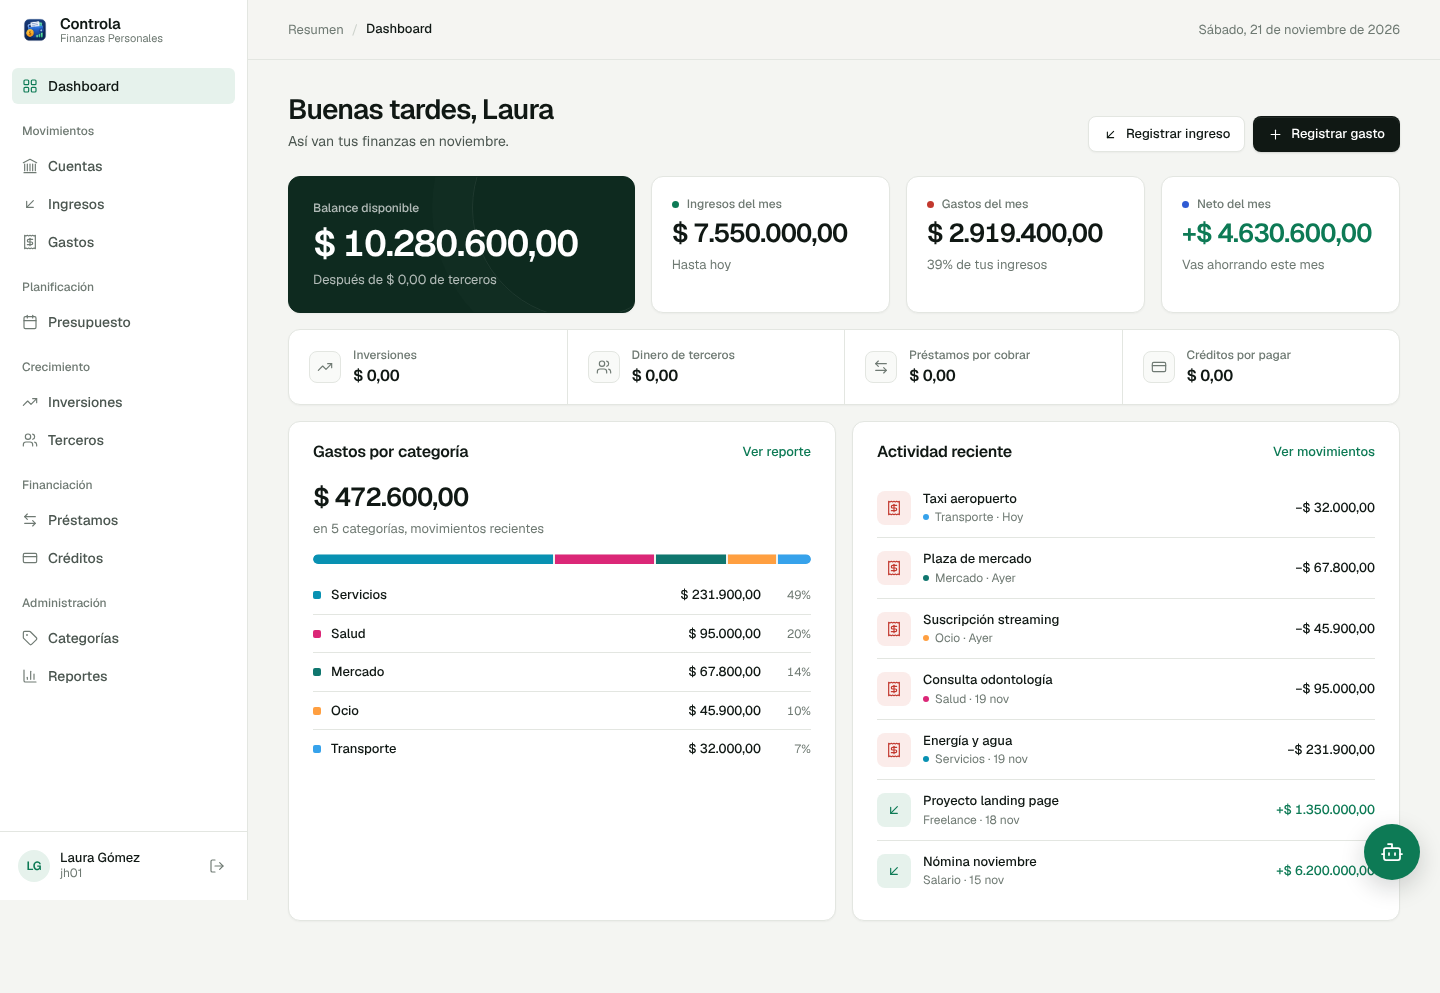 Controla
Finanzas Personales
Dashboard
Movimientos
Cuentas
Ingresos
Gastos
Planificación
Presupuesto
Crecimiento
Inversiones
Terceros
Financiación
Préstamos
Créditos
Administración
Categorías
Reportes
LG
Laura Gómez
jh01
Resumen / Dashboard
Sábado, 21 de noviembre de 2026
Buenas tardes, Laura
Así van tus finanzas en noviembre.
Registrar ingreso
Registrar gasto
Balance disponible
$ 10.280.600,00
Después de $ 0,00 de terceros
Ingresos del mes
$ 7.550.000,00
Hasta hoy
Gastos del mes
$ 2.919.400,00
39% de tus ingresos
Neto del mes
+$ 4.630.600,00
Vas ahorrando este mes
Inversiones
$ 0,00
Dinero de terceros
$ 0,00
Préstamos por cobrar
$ 0,00
Créditos por pagar
$ 0,00
Gastos por categoría
Ver reporte
$ 472.600,00
en 5 categorías, movimientos recientes
Servicios $ 231.900,00 49%
Salud $ 95.000,00 20%
Mercado $ 67.800,00 14%
Ocio $ 45.900,00 10%
Transporte $ 32.000,00 7%
Actividad reciente
Ver movimientos
Taxi aeropuerto
Transporte · Hoy
−$ 32.000,00
Plaza de mercado
Mercado · Ayer
−$ 67.800,00
Suscripción streaming
Ocio · Ayer
−$ 45.900,00
Consulta odontología
Salud · 19 nov
−$ 95.000,00
Energía y agua
Servicios · 19 nov
−$ 231.900,00
Proyecto landing page
Freelance · 18 nov
+$ 1.350.000,00
Nómina noviembre
Salario · 15 nov
+$ 6.200.000,00